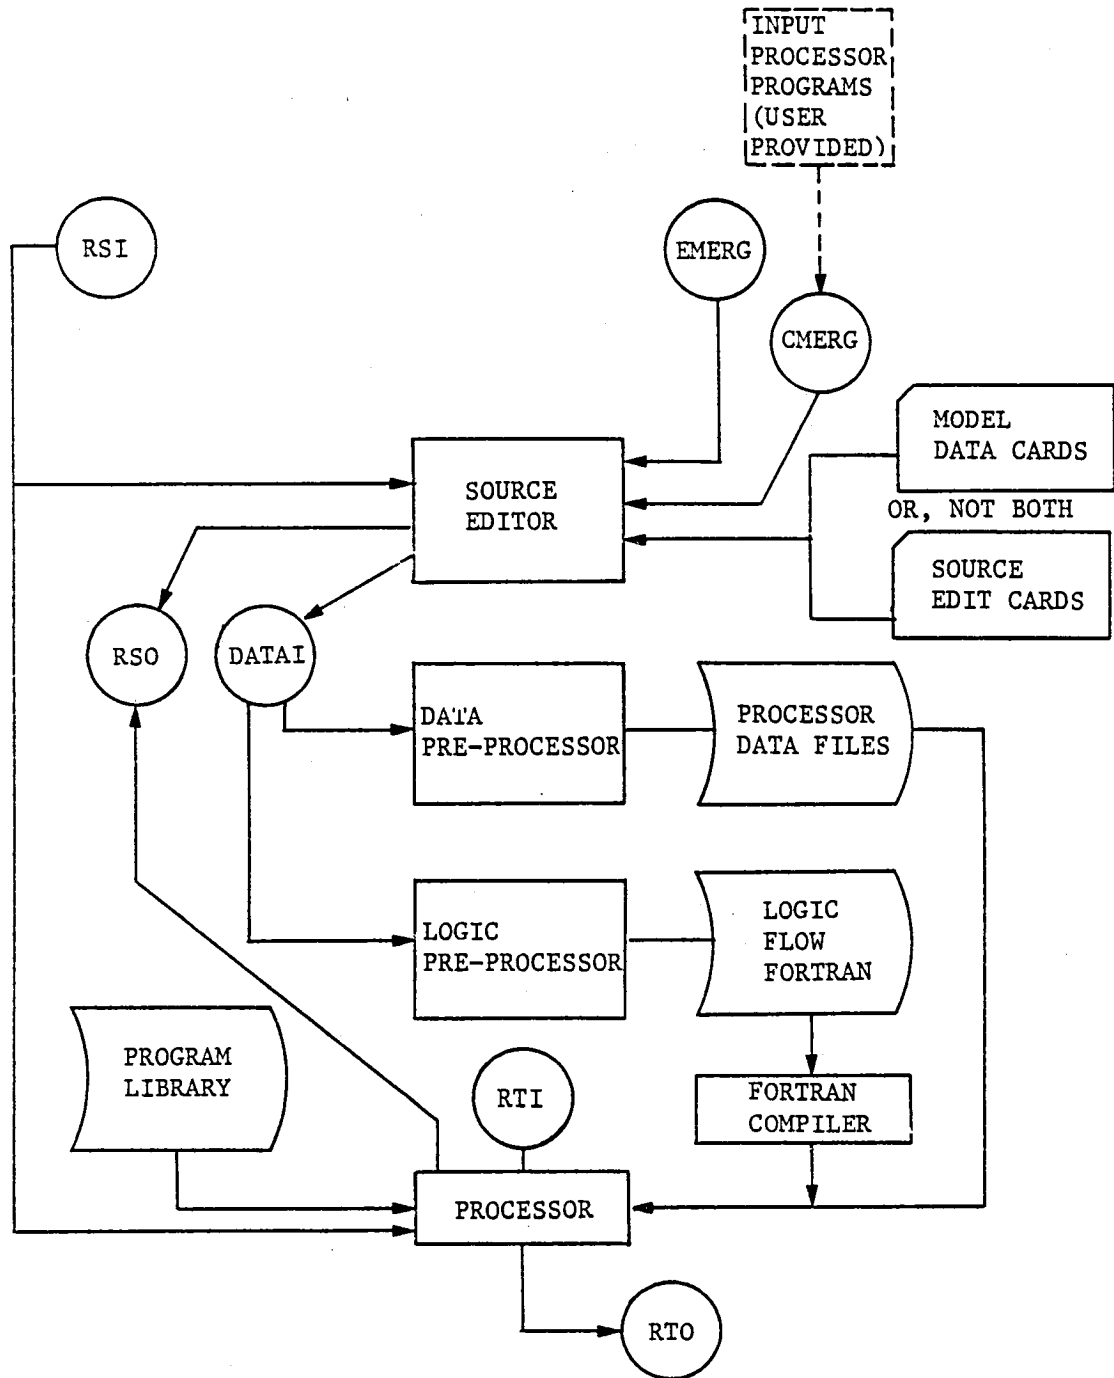 INPUT
PROCESSOR
PROGRAMS
(USER
PROVIDED)
RSI
EMERG
CMERG
MODEL
DATA CARDS
OR, NOT BOTH
SOURCE
EDITOR
SOURCE
EDIT CARDS
RSO
DATAI
DATA
PRE-PROCESSOR
PROCESSOR
DATA FILES
LOGIC
PRE-PROCESSOR
LOGIC
FLOW
FORTRAN
PROGRAM
LIBRARY
RTI
FORTRAN
COMPILER
PROCESSOR
RTO